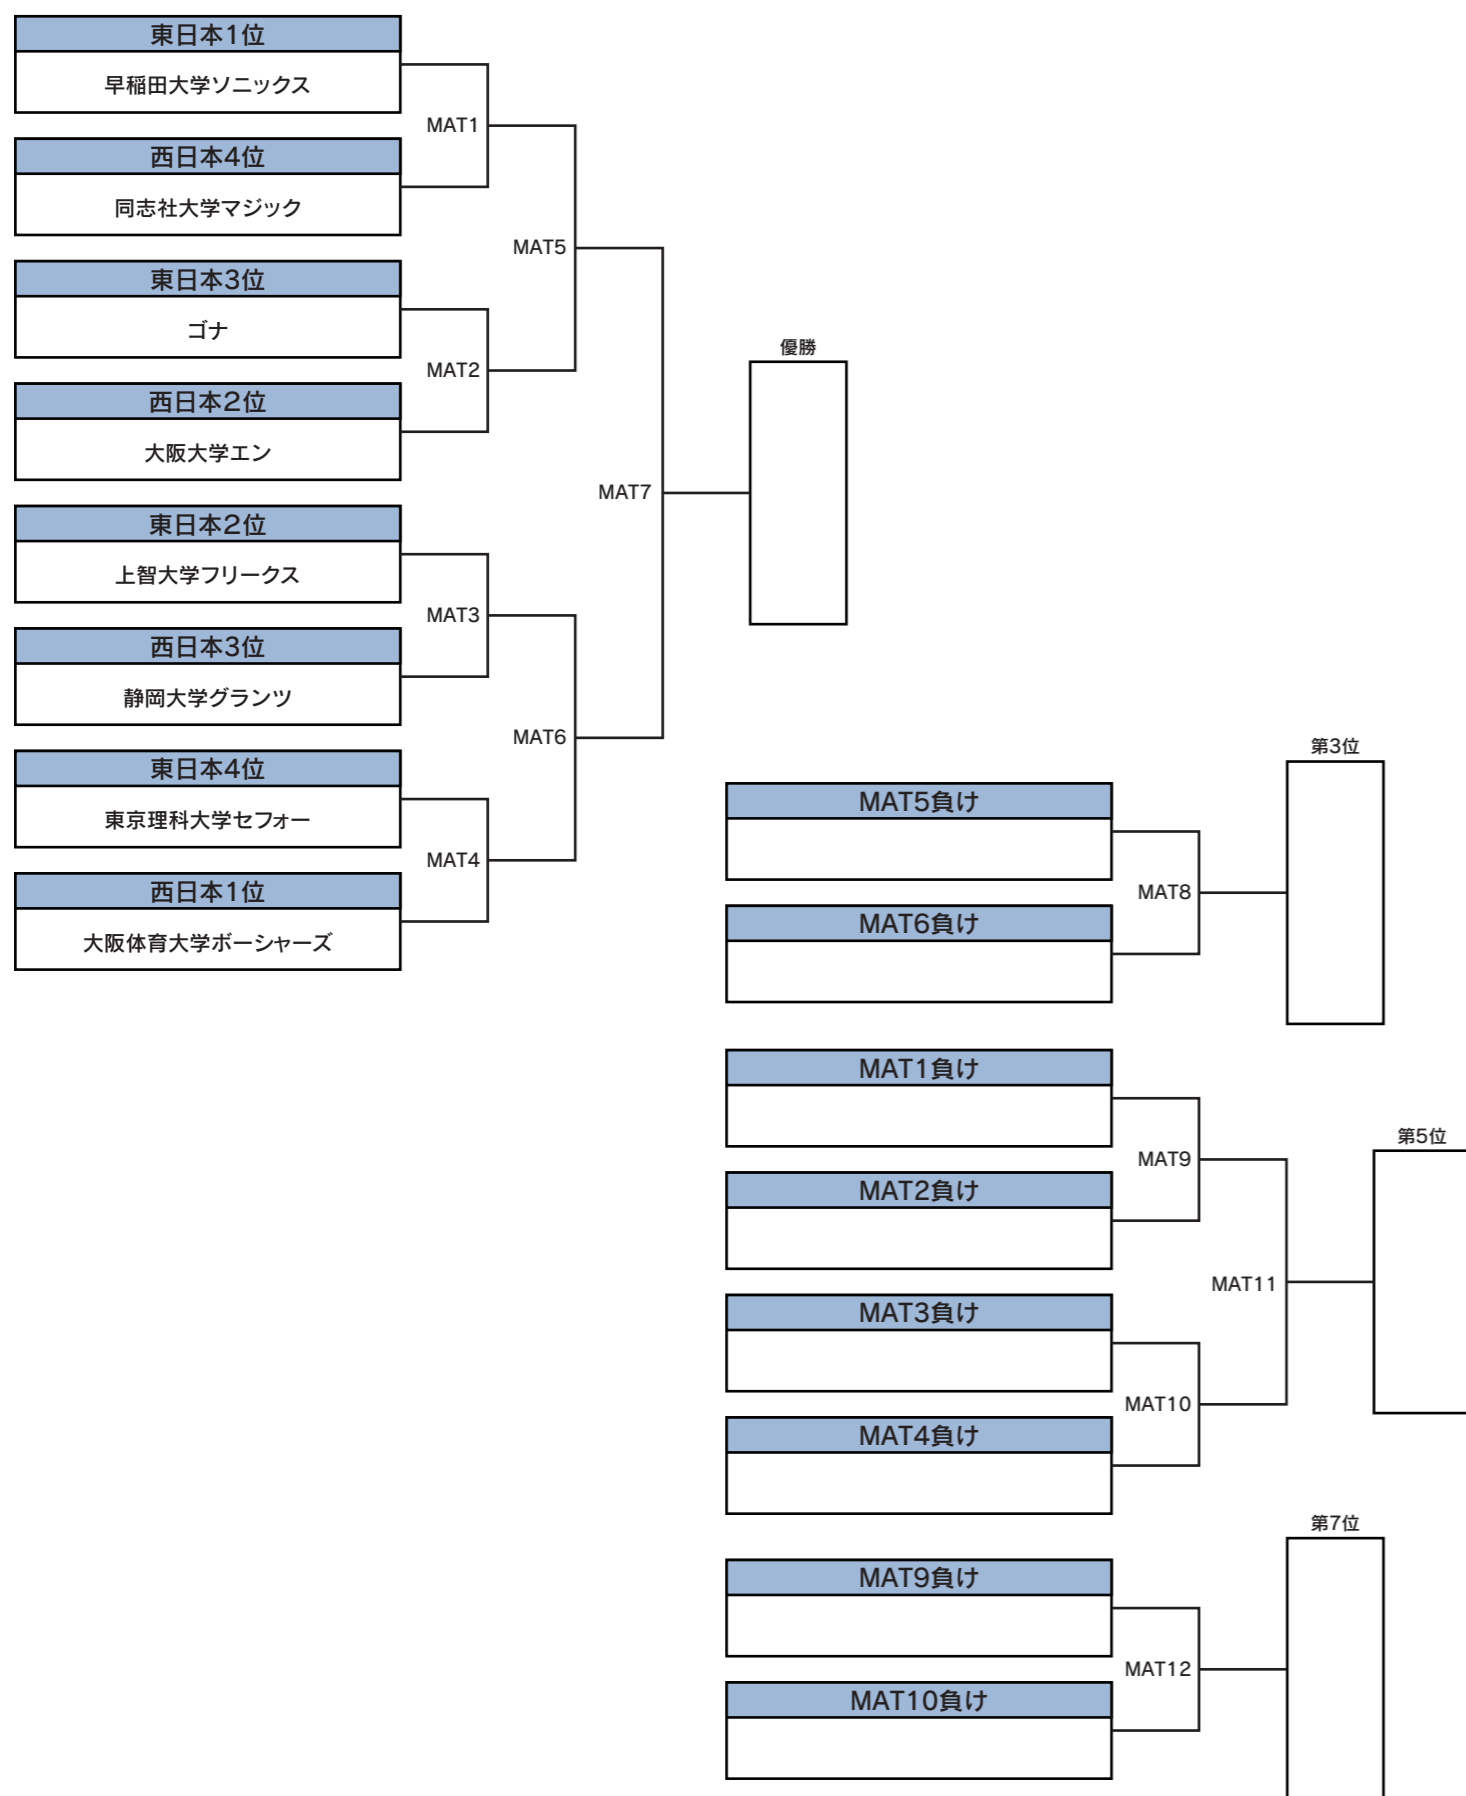 東日本1位
早稲田大学ソニックス
MAT1
西日本4位
同志社大学マジック
MAT5
東日本3位
ゴナ
MAT2
西日本2位
大阪大学エン
MAT7
優勝
東日本2位
上智大学フリークス
MAT3
西日本3位
静岡大学グランツ
MAT6
東日本4位
東京理科大学セフォー
MAT4
西日本1位
大阪体育大学ボーシャーズ
第3位
MAT5負け
MAT8
MAT6負け
MAT1負け
MAT9
MAT2負け
第5位
MAT11
MAT3負け
MAT10
MAT4負け
第7位
MAT9負け
MAT12
MAT10負け